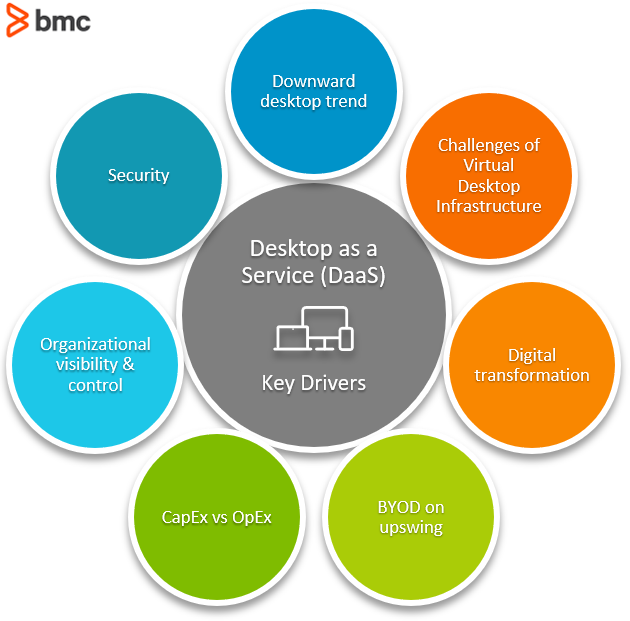 bmc
Downward
desktop trend
Challenges of
Virtual
Desktop
Infrastructure
Security
Desktop as a
Service (DaaS)
Key Drivers
Organizational
visibility &
control
Digital
transformation
CapEx vs OpEx
BYOD on
upswing